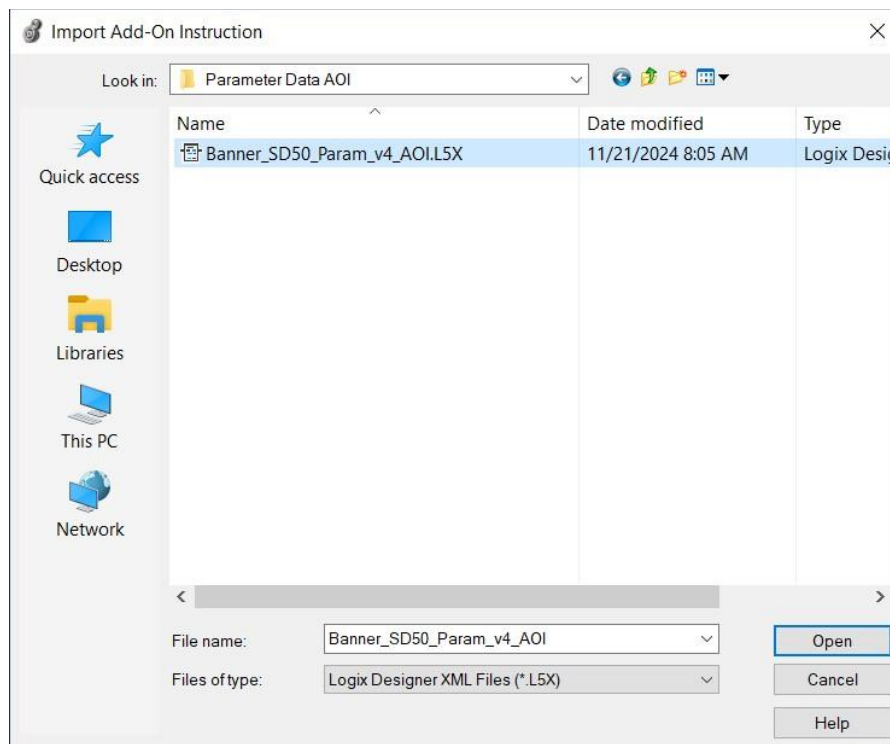 Import Add-On Instruction
Look in: Parameter Data AOI
Name Date modified Type
Banner_SD50_Param_v4_AOI.L5X 11/21/2024 8:05 AM Logix Desig
Quick access
Desktop
Libraries
This PC
Network
File name: Banner_SD50_Param_v4_AOI Open
Files of type: Logix Designer XML Files (*.L5X) Cancel
Help